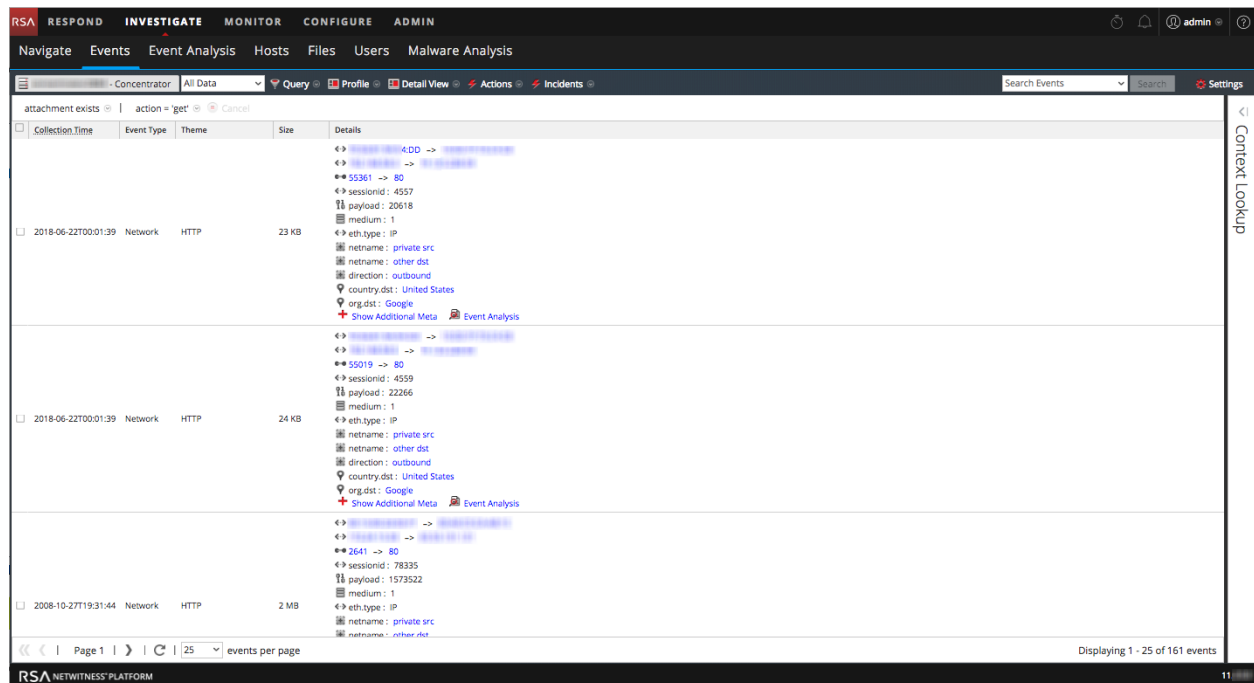 RSA RESPOND INVESTIGATE MONITOR CONFIGURE ADMIN admin
Navigate Events Event Analysis Hosts Files Users Malware Analysis
- Concentrator All Data Query Profile Detail View Actions Incidents Search Events Search Settings
attachment exists | action = 'get' Cancel
Collection Time Event Type Theme Size Details
Context Lookup
4:DD ->
->
55361 -> 80
sessionid : 4557
payload : 20618
medium : 1
2018-06-22T00:01:39 Network HTTP 23 KB eth.type : IP
netname : private src
netname : other dst
direction : outbound
country.dst : United States
org.dst : Google
Show Additional Meta Event Analysis
->
->
55019 -> 80
sessionid : 4559
payload : 22266
medium : 1
2018-06-22T00:01:39 Network HTTP 24 KB eth.type : IP
netname : private src
netname : other dst
direction : outbound
country.dst : United States
org.dst : Google
Show Additional Meta Event Analysis
->
->
2641 -> 80
sessionid : 78335
payload : 1573522
medium : 1
2008-10-27T19:31:44 Network HTTP 2 MB eth.type : IP
netname : private src
netname : other dst
Page 1 | 25 events per page Displaying 1 - 25 of 161 events
RSA NETWITNESS® PLATFORM 11